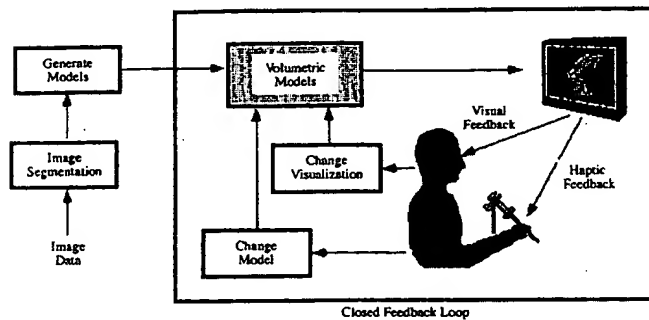 Generate
Models
Volumetric
Models
Visual
Feedback
Image
Segmentation
Change
Visualization
Haptic
Feedback
Image
Data
Change
Model
Closed Feedback Loop